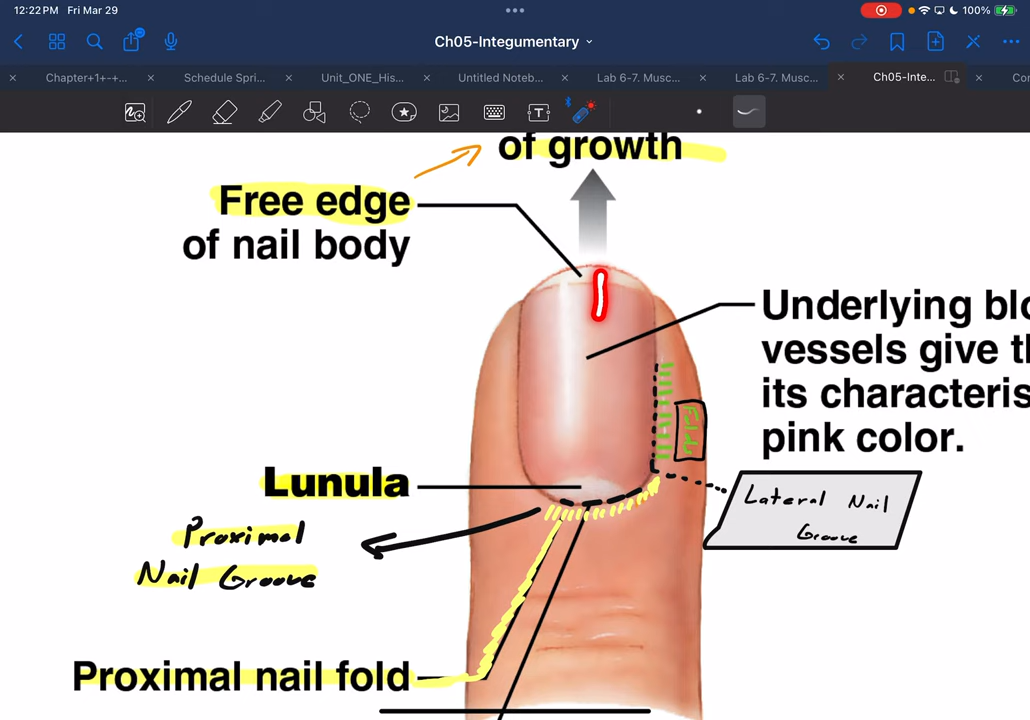 12:22 PM Fri Mar 29
100%
Ch05-Integumentary
Chapter+1+-+...
Schedule Spri...
Unit_ONE_His...
Untitled Noteb...
Lab 6-7. Musc...
Lab 6-7. Musc...
Ch05-Inte...
Cor
of growth
Free edge
of nail body
Underlying blo
vessels give th
its characteris
pink color.
Folds
Lunula
Lateral Nail
Groove
Proximal
Nail Groove
Proximal nail fold